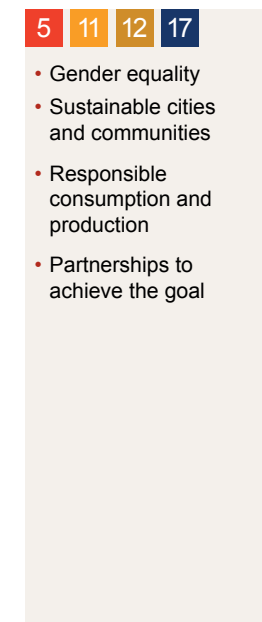 5 11 12 17
• Gender equality
• Sustainable cities
and communities
• Responsible
consumption and
production
• Partnerships to
achieve the goal